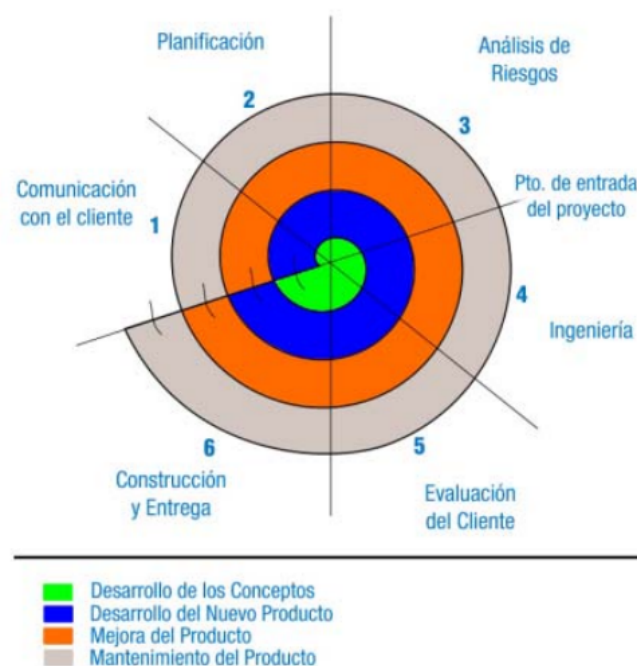 Planificación
Análisis de
Riesgos
2
3
Comunicación
con el cliente
1
Pto. de entrada
del proyecto
4
Ingeniería
6
5
Construcción
y Entrega
Evaluación
del Cliente
Desarrollo de los Conceptos
Desarrollo del Nuevo Producto
Mejora del Producto
Mantenimiento del Producto